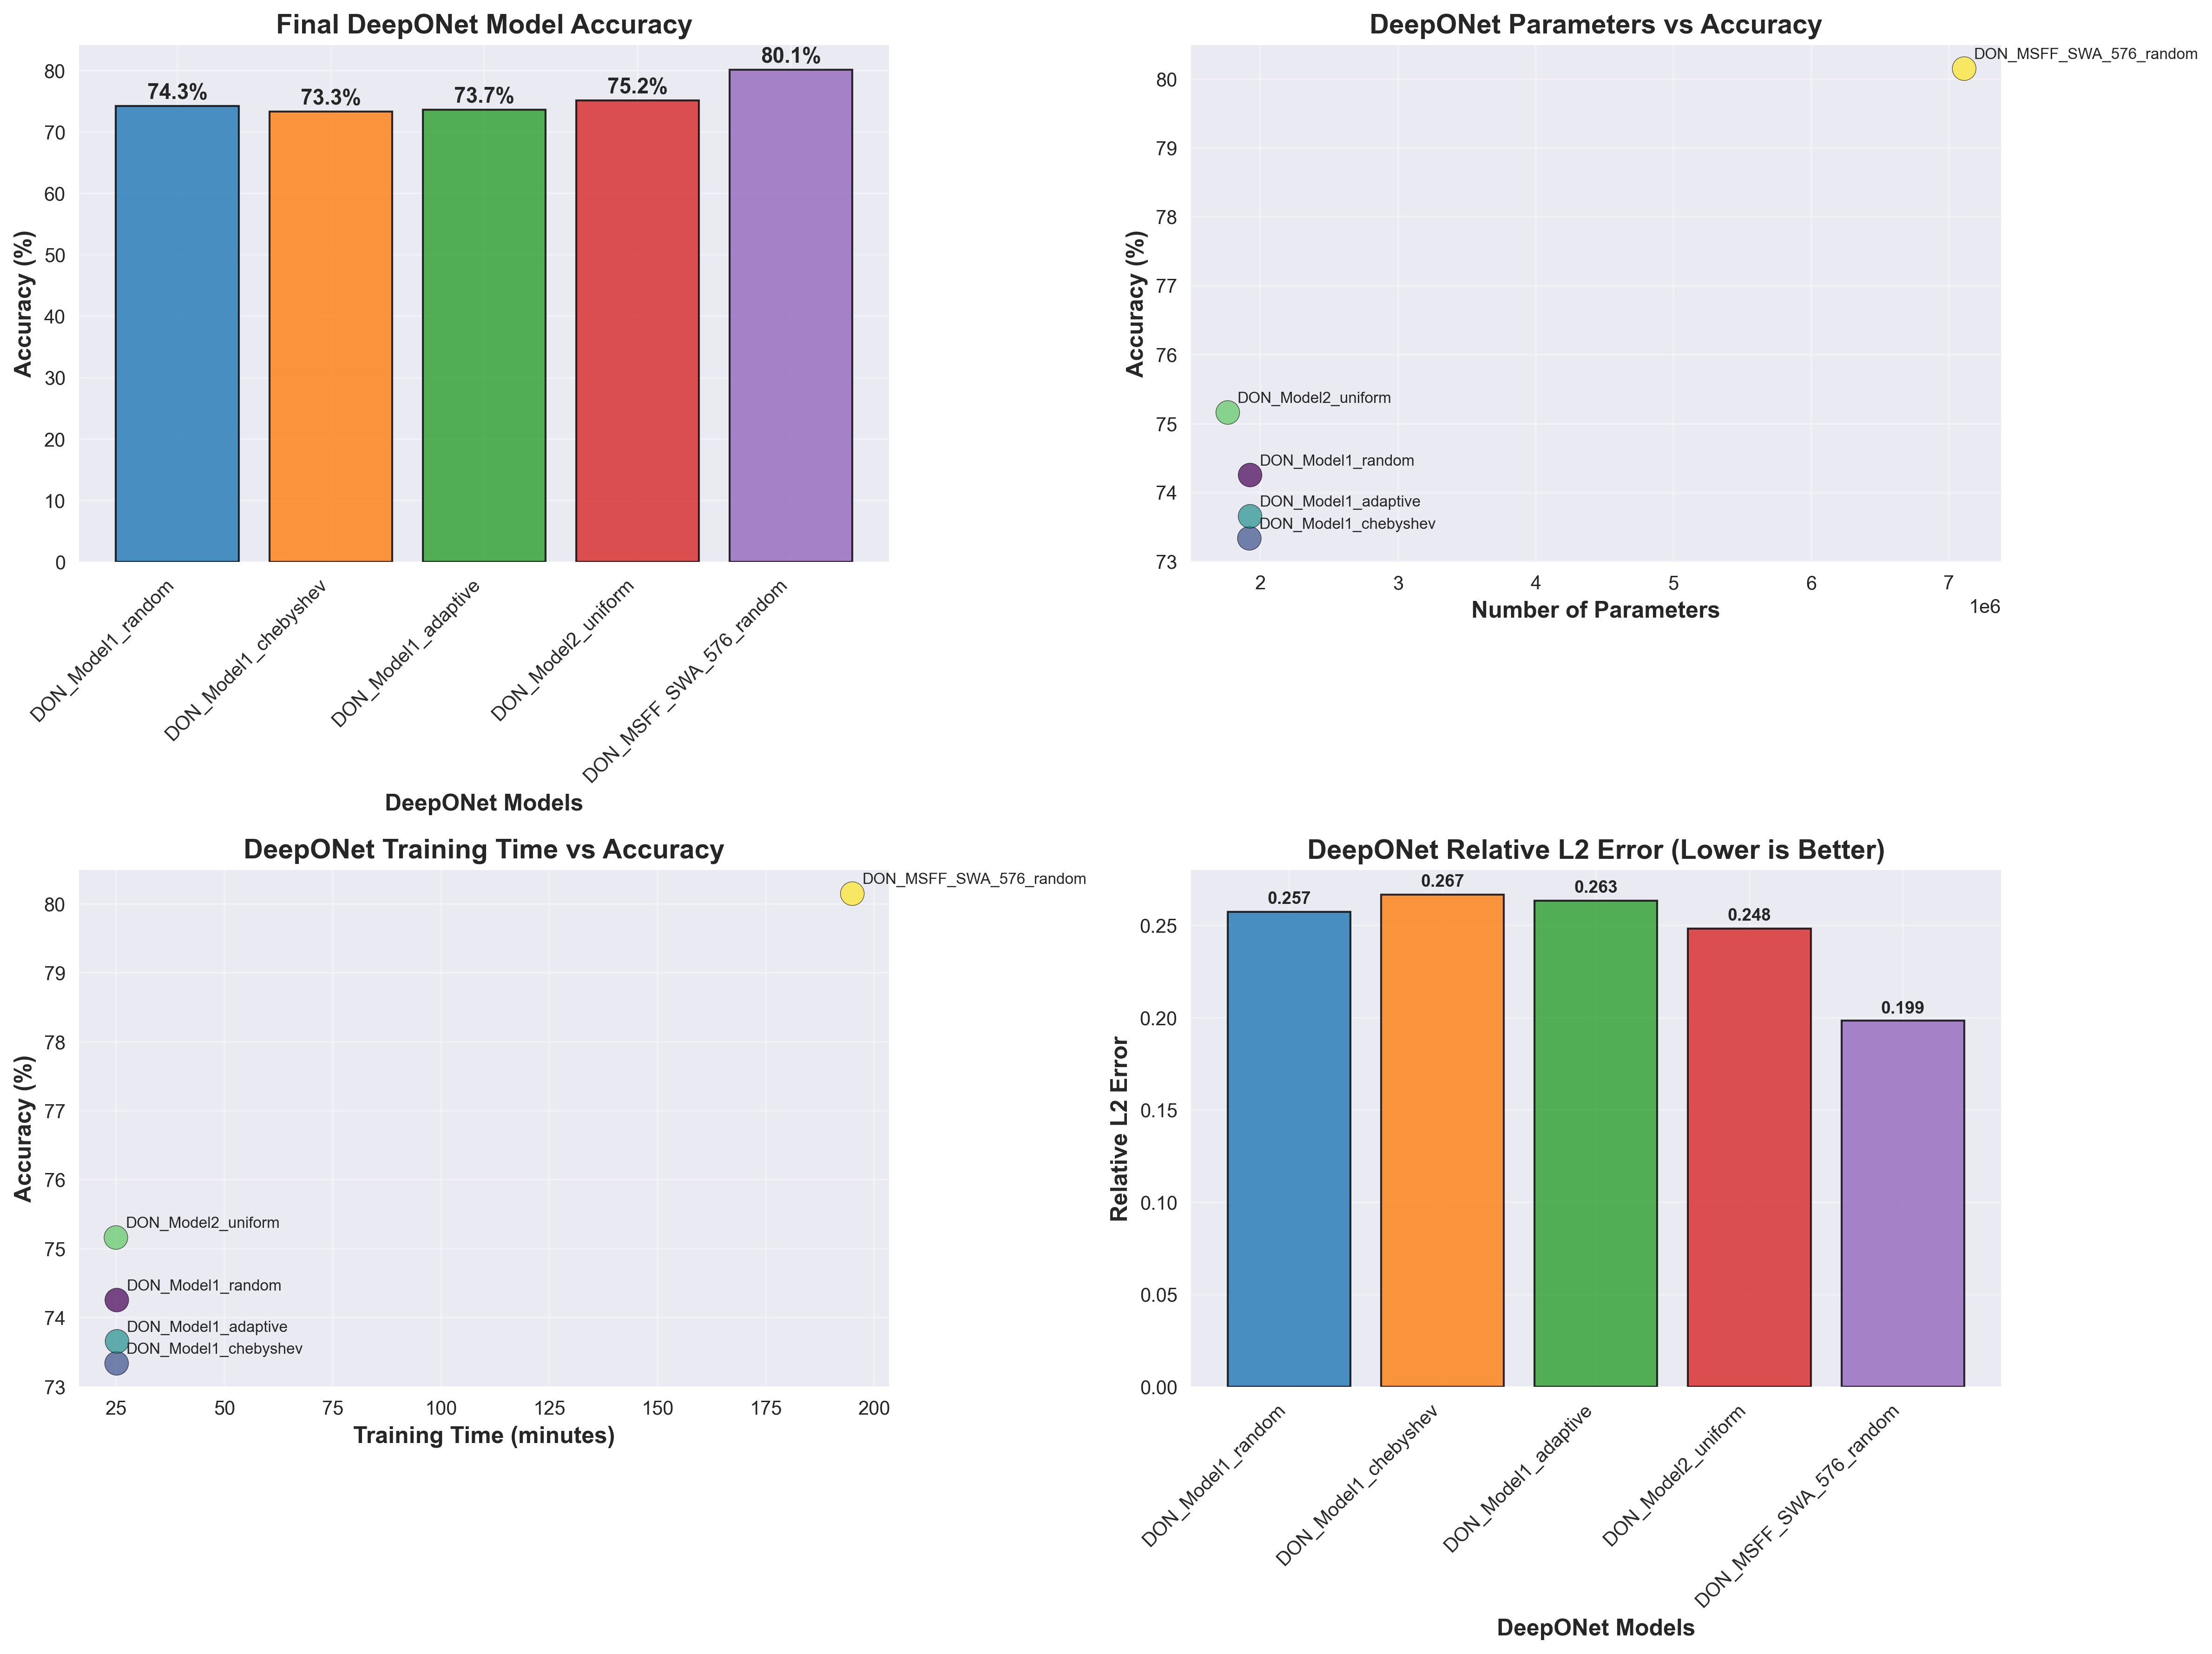 Final DeepONet Model Accuracy
Accuracy (%)
80
70
60
50
40
30
20
10
0
74.3%
73.3%
73.7%
75.2%
80.1%
DON_Model1_random
DON_Model1_chebyshev
DON_Model1_adaptive
DON_Model2_uniform
DON_MSFF_SWA_576_random
DeepONet Models
DeepONet Parameters vs Accuracy
Accuracy (%)
80
79
78
77
76
75
74
73
DON_MSFF_SWA_576_random
DON_Model2_uniform
DON_Model1_random
DON_Model1_adaptive
DON_Model1_chebyshev
2
3
4
5
6
7
1e6
Number of Parameters
DeepONet Training Time vs Accuracy
Accuracy (%)
80
79
78
77
76
75
74
73
DON_MSFF_SWA_576_random
DON_Model2_uniform
DON_Model1_random
DON_Model1_adaptive
DON_Model1_chebyshev
25
50
75
100
125
150
175
200
Training Time (minutes)
DeepONet Relative L2 Error (Lower is Better)
Relative L2 Error
0.25
0.20
0.15
0.10
0.05
0.00
0.257
0.267
0.263
0.248
0.199
DON_Model1_random
DON_Model1_chebyshev
DON_Model1_adaptive
DON_Model2_uniform
DON_MSFF_SWA_576_random
DeepONet Models